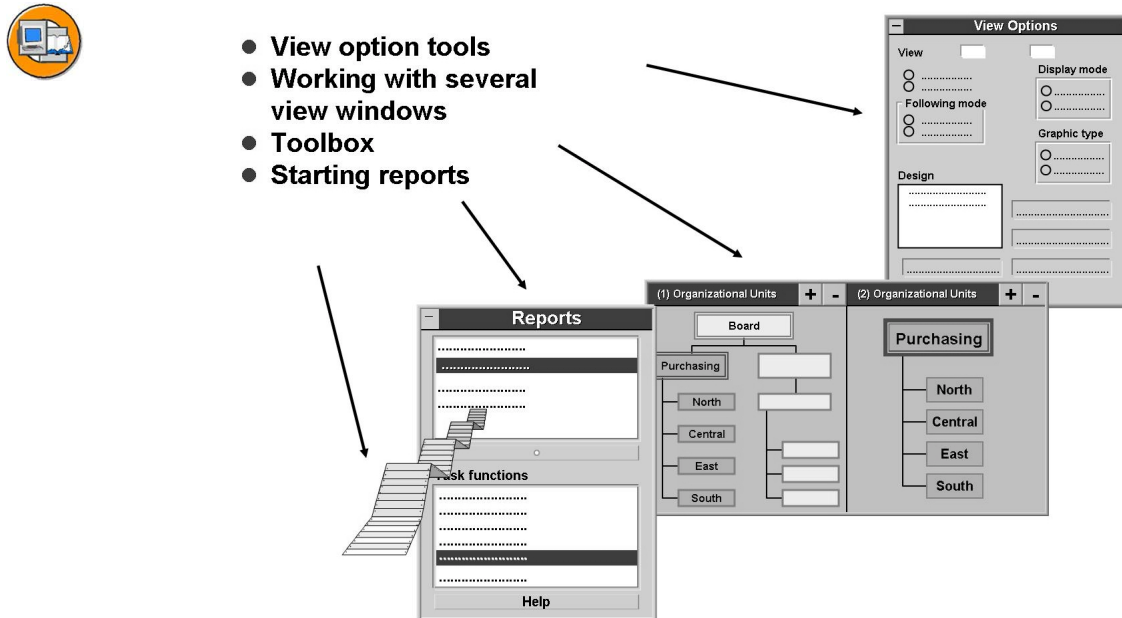 View option tools
Working with several
view windows
Toolbox
Starting reports
View Options
View
Display mode
Following mode
Graphic type
Design
(1) Organizational Units + -
(2) Organizational Units + -
Board
Purchasing
North
Central
East
South
Purchasing
North
Central
East
South
Reports
functions
Help